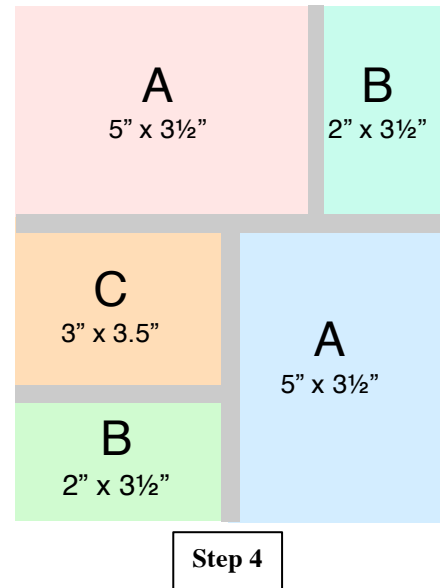 A
5” x 3½”
B
2” x 3½”
C
3” x 3.5”
A
5” x 3½”
B
2” x 3½”
Step 4